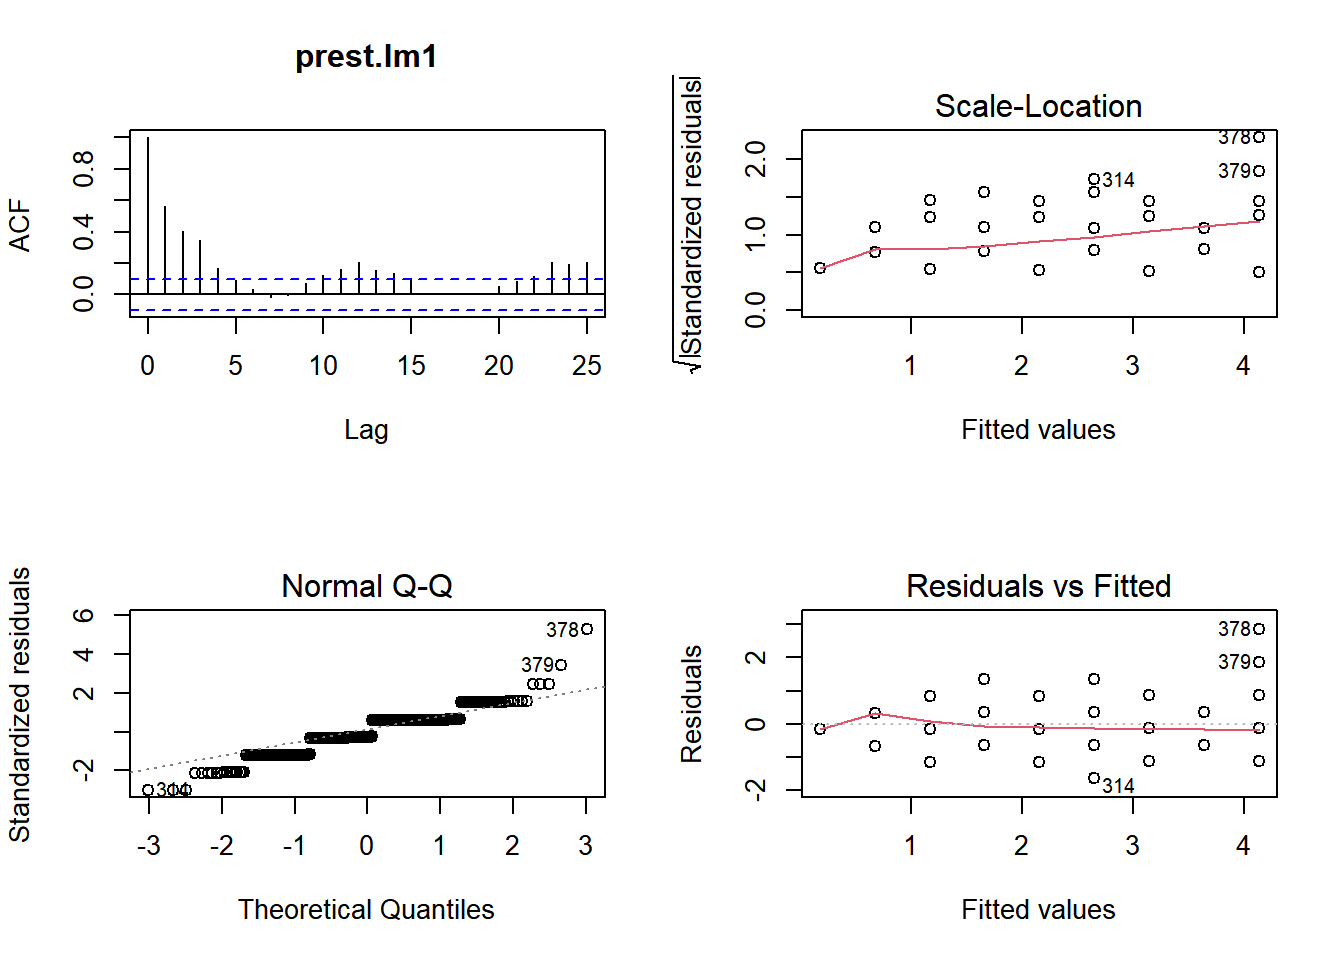 prest.lm1
ACF
0.0 0.4 0.8
0 5 10 15 20 25
Lag
Scale-Location
√|Standardized residuals|
0.0 1.0 2.0
378
379
314
1 2 3 4
Fitted values
Normal Q-Q
Standardized residuals
-2 2 4 6
378
379
314
-3 -2 -1 0 1 2 3
Theoretical Quantiles
Residuals vs Fitted
Residuals
-2 0 2
378
379
314
1 2 3 4
Fitted values